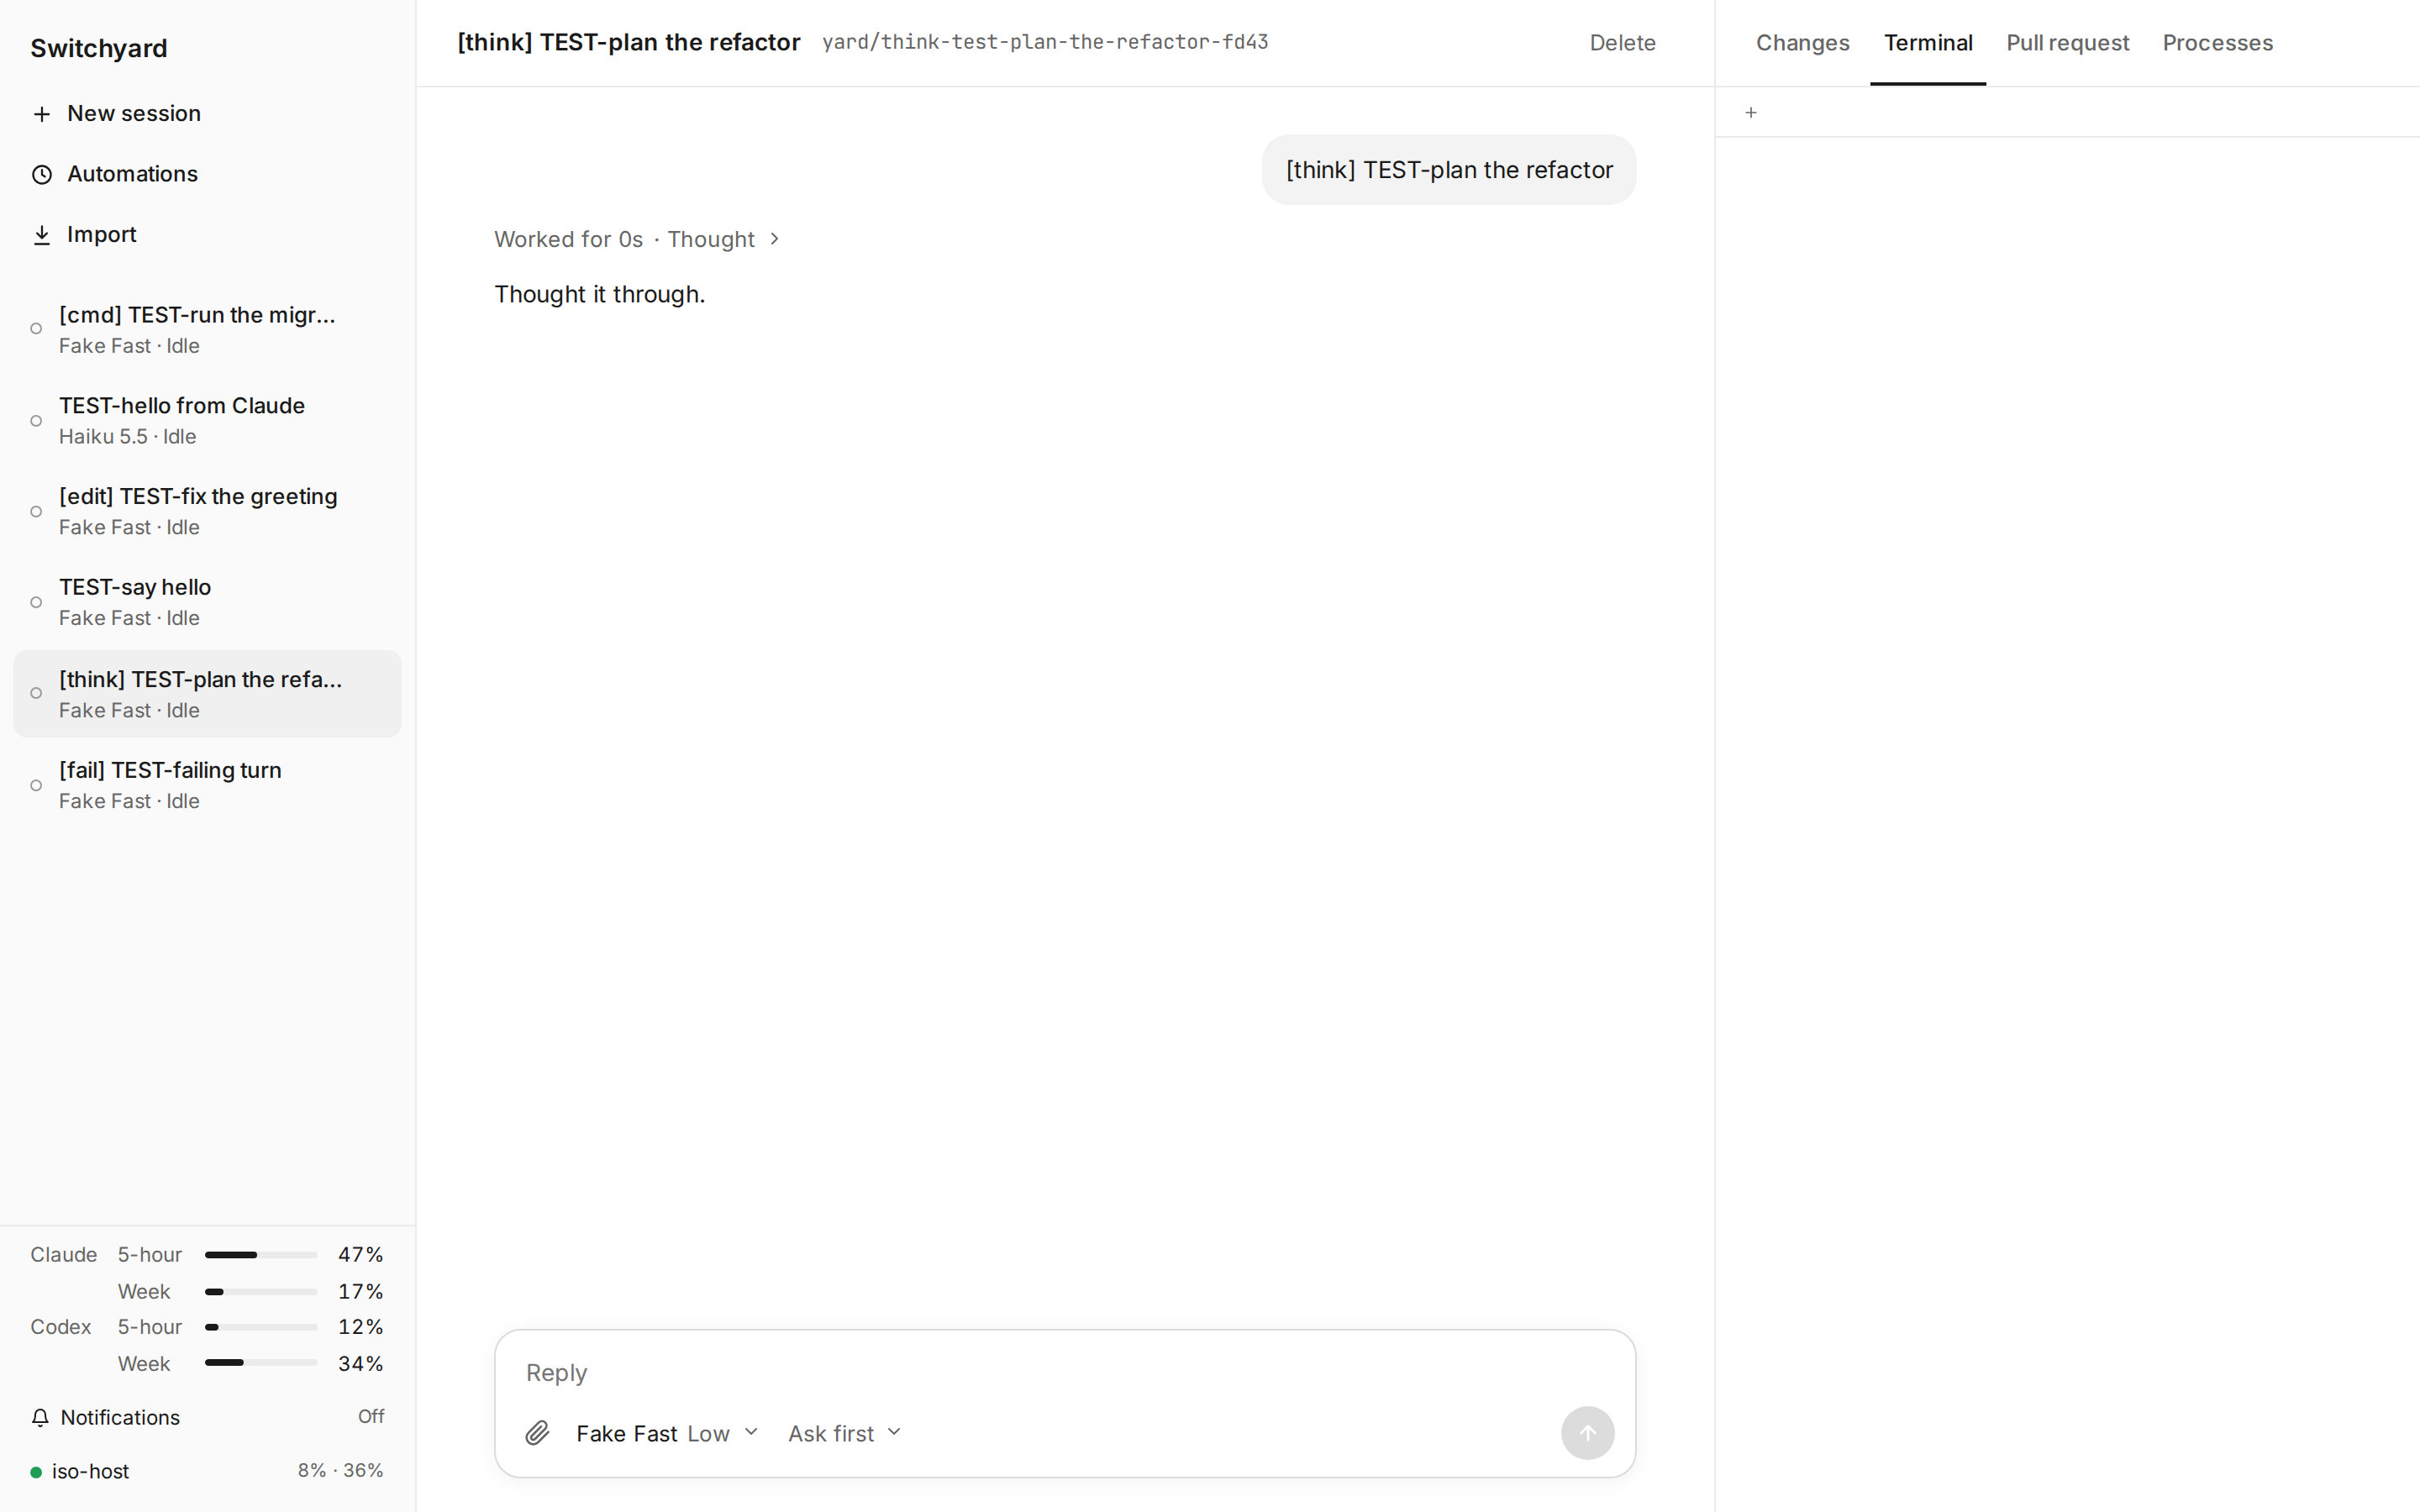 Switchyard
New session
Automations
Import
[cmd] TEST-run the migr...
Fake Fast · Idle
TEST-hello from Claude
Haiku 5.5 · Idle
[edit] TEST-fix the greeting
Fake Fast · Idle
TEST-say hello
Fake Fast · Idle
[think] TEST-plan the refa...
Fake Fast · Idle
[fail] TEST-failing turn
Fake Fast · Idle
Claude 5-hour 47%
Week 17%
Codex 5-hour 12%
Week 34%
Notifications Off
iso-host 8% · 36%
[think] TEST-plan the refactor yard/think-test-plan-the-refactor-fd43 Delete
[think] TEST-plan the refactor
Worked for 0s · Thought
Thought it through.
Reply
Fake Fast Low Ask first
Changes Terminal Pull request Processes